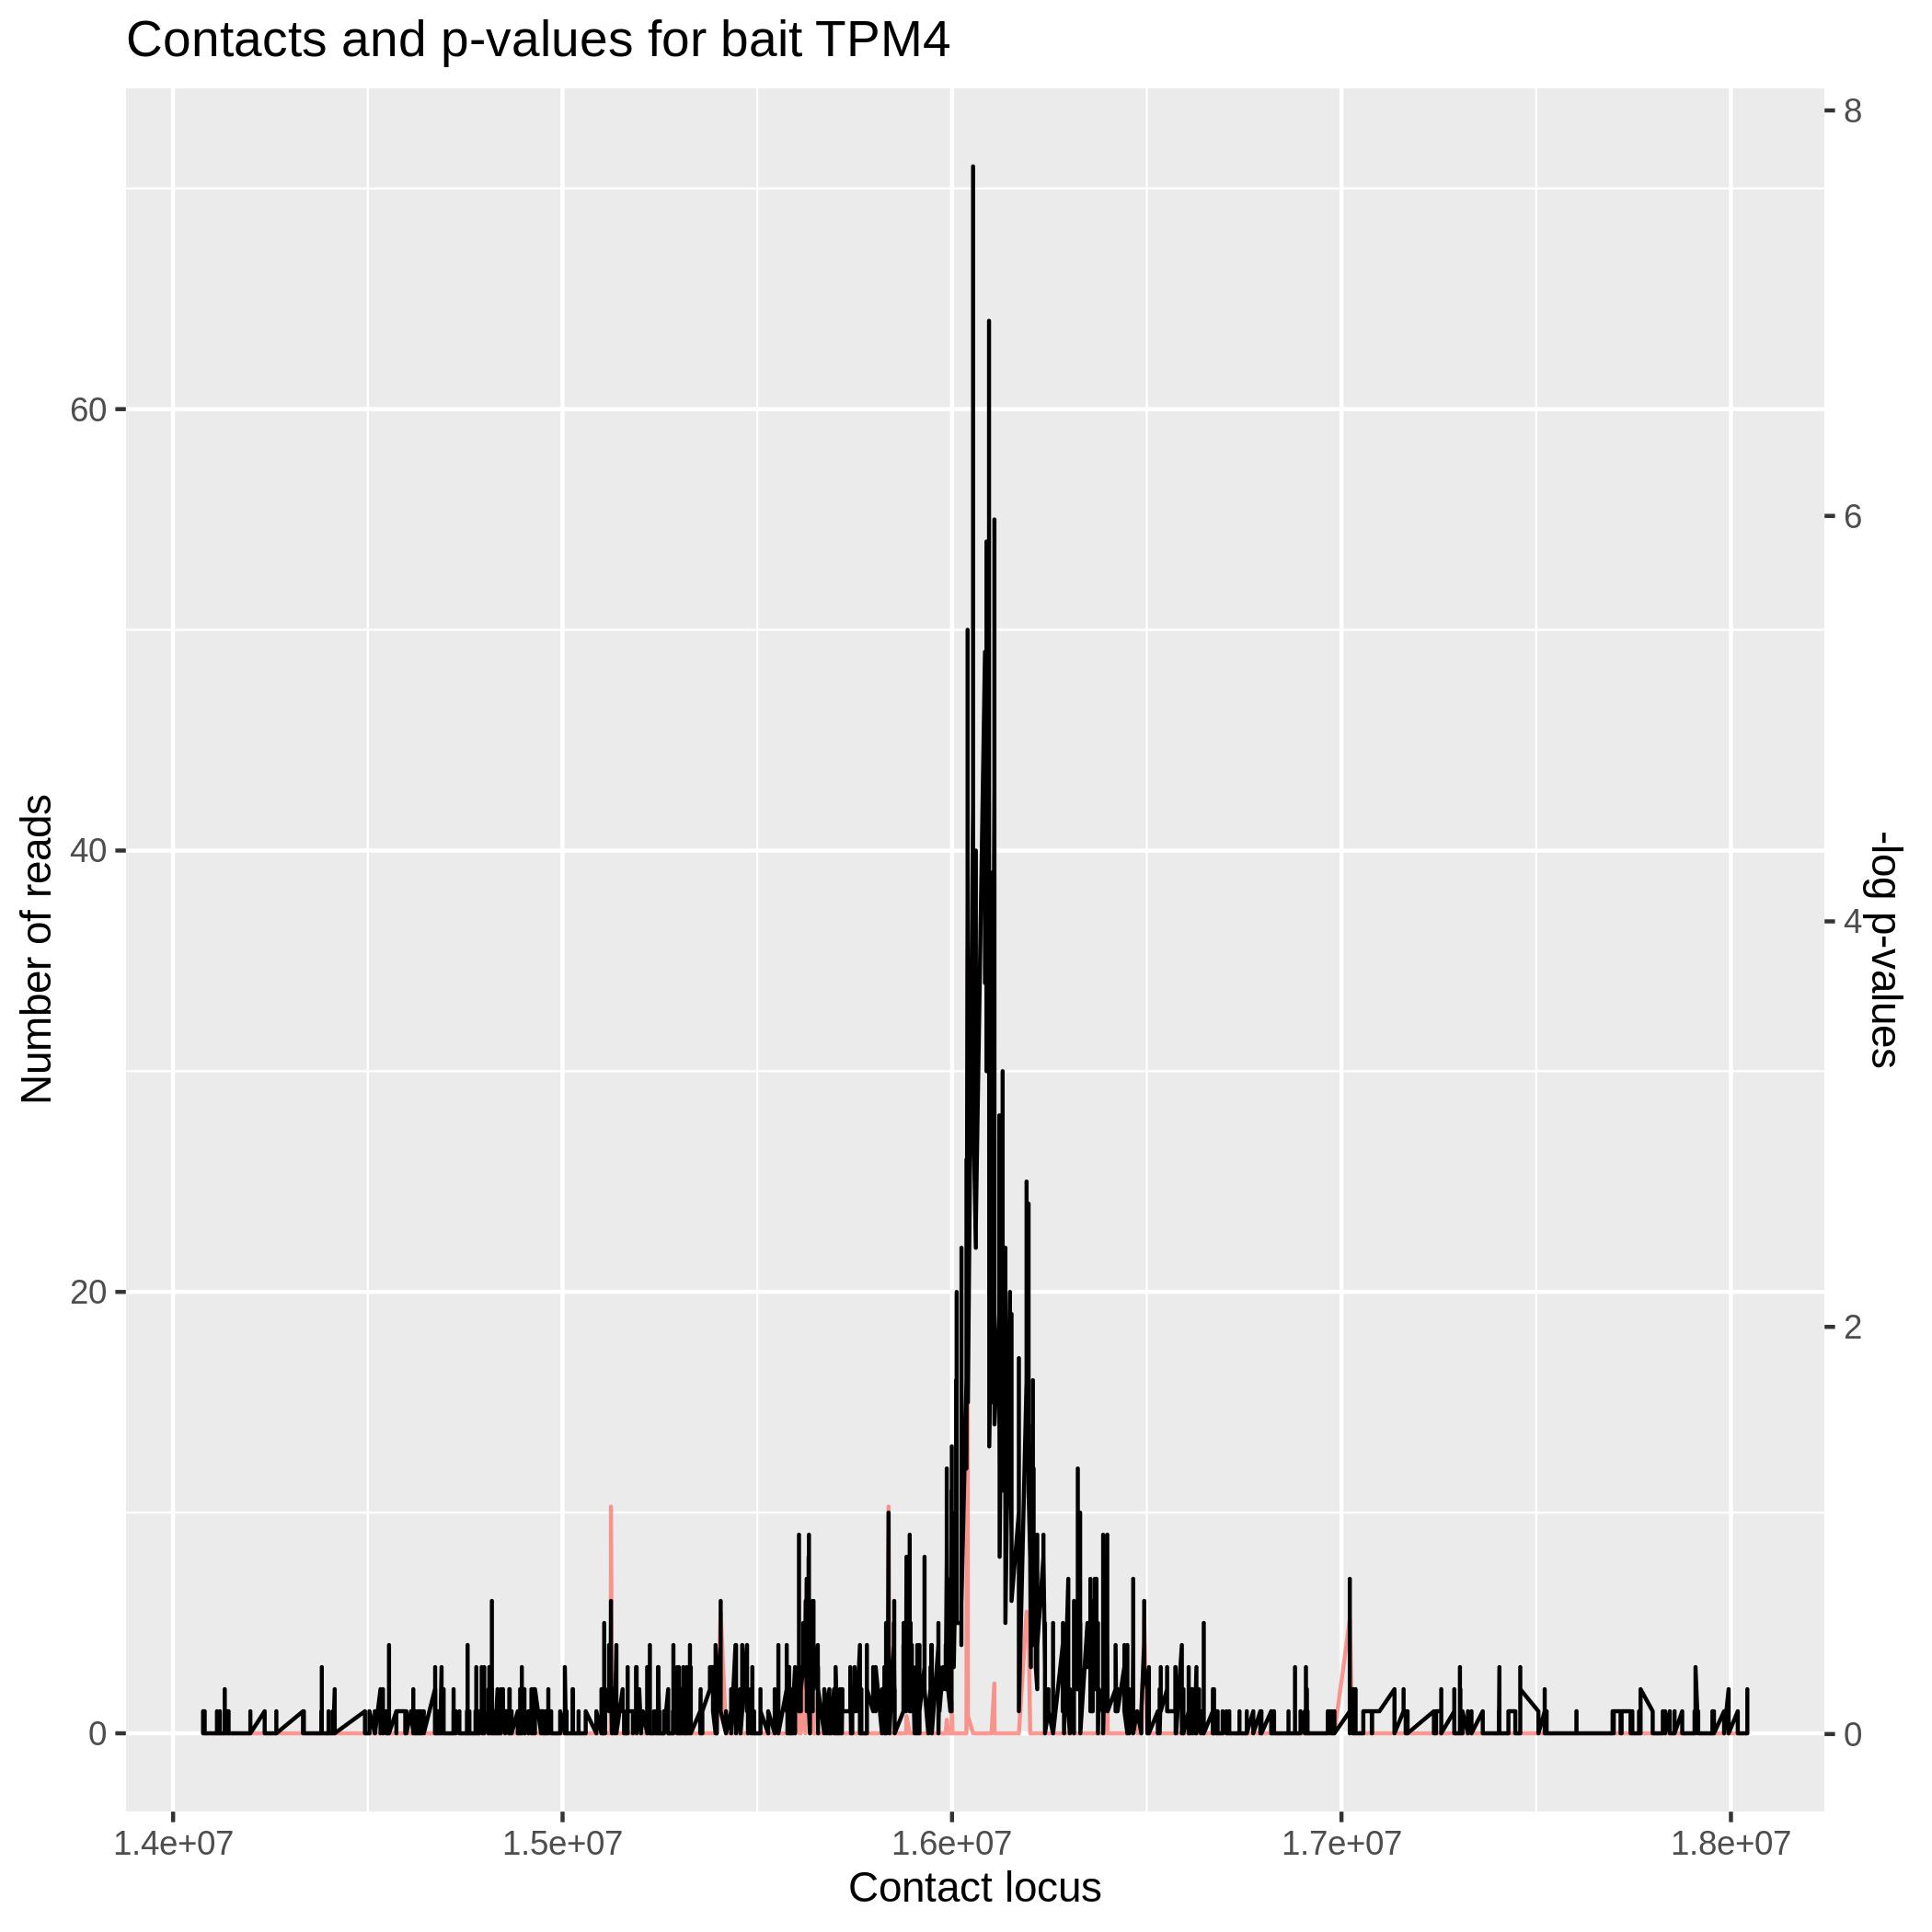 Contacts and p-values for bait TPM4
Number of reads
60
40
20
0
8
6
4
2
0
-log p-values
1.4e+07
1.5e+07
1.6e+07
1.7e+07
1.8e+07
Contact locus